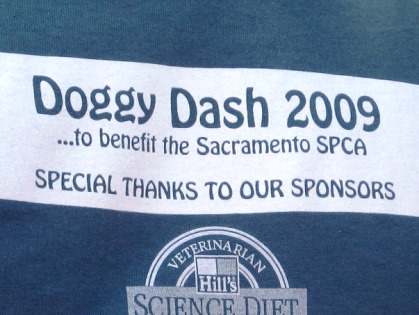 Doggy Dash 2009
...to benefit the Sacramento SPCA
SPECIAL THANKS TO OUR SPONSORS
VETERINARIAN
Hill's
SCIENCE DIET